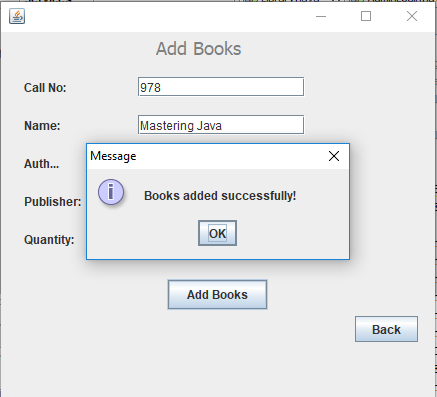 Add Books
Call No:
978
Name:
Mastering Java
Auth...
Message
Books added successfully!
OK
Publisher:
Quantity:
Add Books
Back